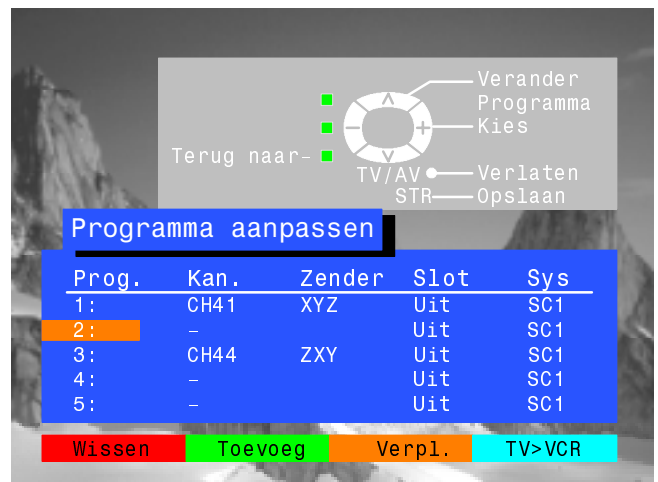 Verander
Programma
Kies
Terug naar
TV/AV Verlaten
STR Opslaan
Programma aanpassen
Prog. Kan. Zender Slot Sys
1: CH41 XYZ Uit SC1
2: – Uit SC1
3: CH44 ZXY Uit SC1
4: – Uit SC1
5: – Uit SC1
Wissen Toevoeg Verpl. TV>VCR